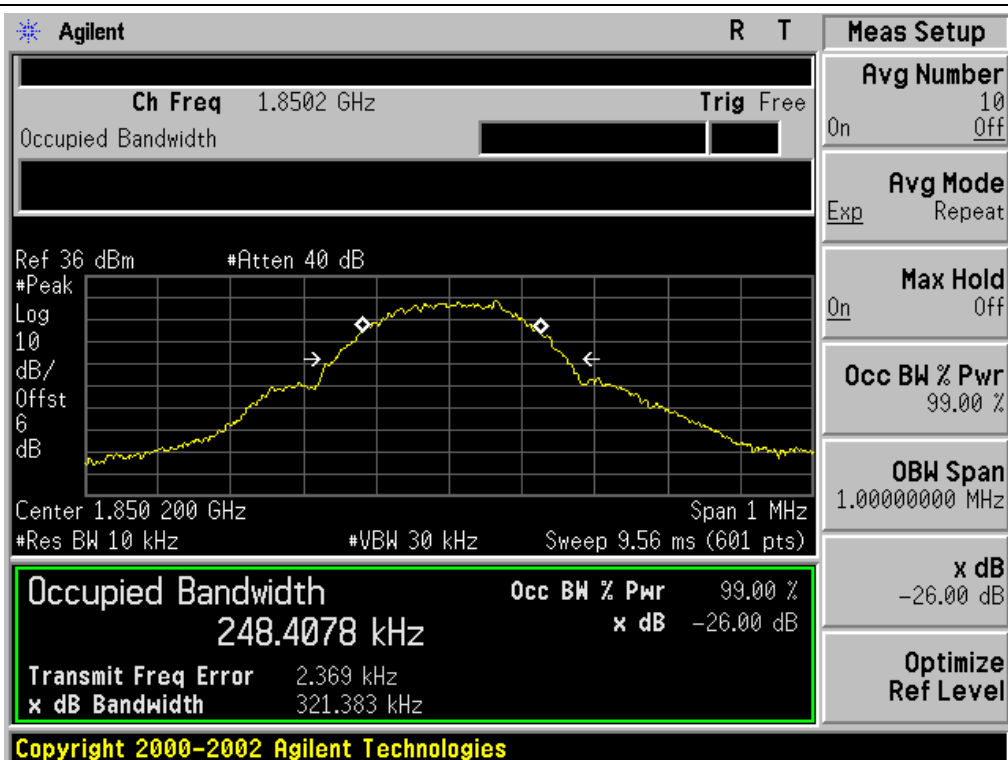 Agilent R T
Ch Freq 1.8502 GHz Trig Free
Occupied Bandwidth
Ref 36 dBm #Atten 40 dB
#Peak
Log
10
dB/
Offst
6
dB
Center 1.850 200 GHz Span 1 MHz
#Res BW 10 kHz #VBW 30 kHz Sweep 9.56 ms (601 pts)
Occupied Bandwidth Occ BW % Pwr 99.00 %
248.4078 kHz x dB -26.00 dB
Transmit Freq Error 2.369 kHz
x dB Bandwidth 321.383 kHz
Copyright 2000-2002 Agilent Technologies
Meas Setup
Avg Number
10
On Off
Avg Mode
Exp Repeat
Max Hold
On Off
Occ BW % Pwr
99.00 %
OBW Span
1.00000000 MHz
x dB
-26.00 dB
Optimize
Ref Level